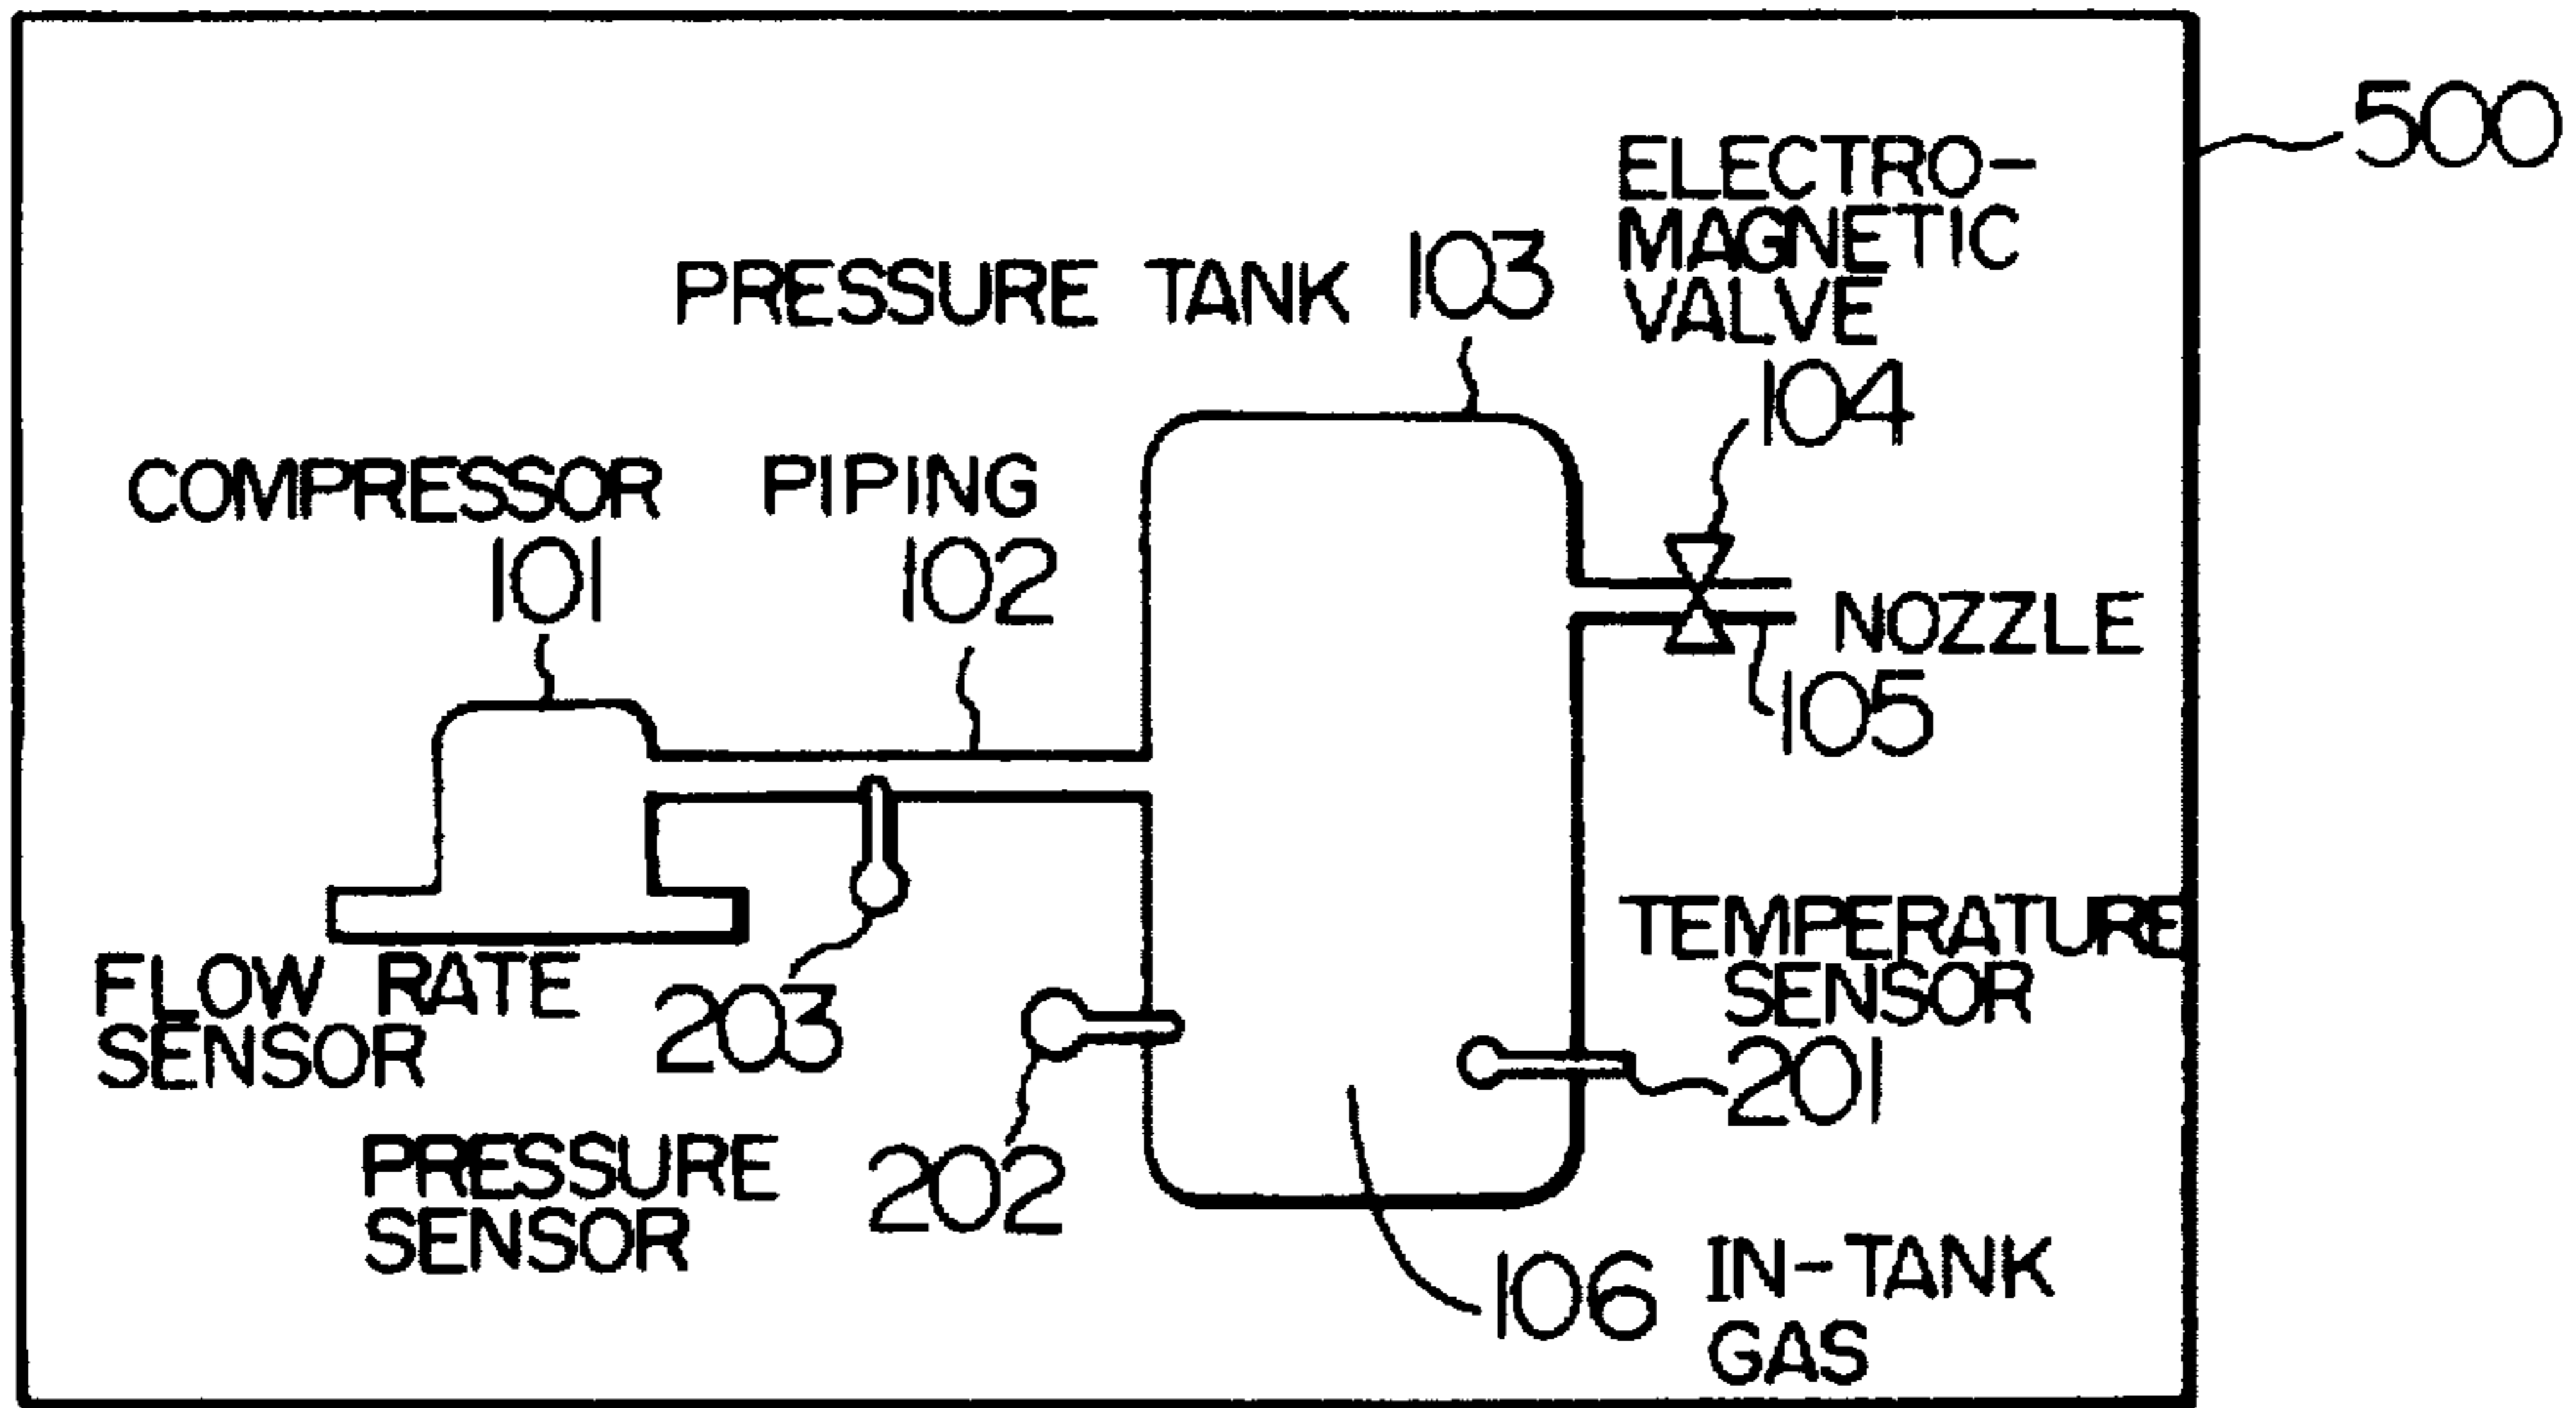 500
ELECTRO-
MAGNETIC
VALVE
104
PRESSURE TANK 103
COMPRESSOR
101
PIPING
102
NOZZLE
105
FLOW RATE
SENSOR
203
TEMPERATURE
SENSOR
201
PRESSURE
SENSOR
202
106 IN-TANK
GAS